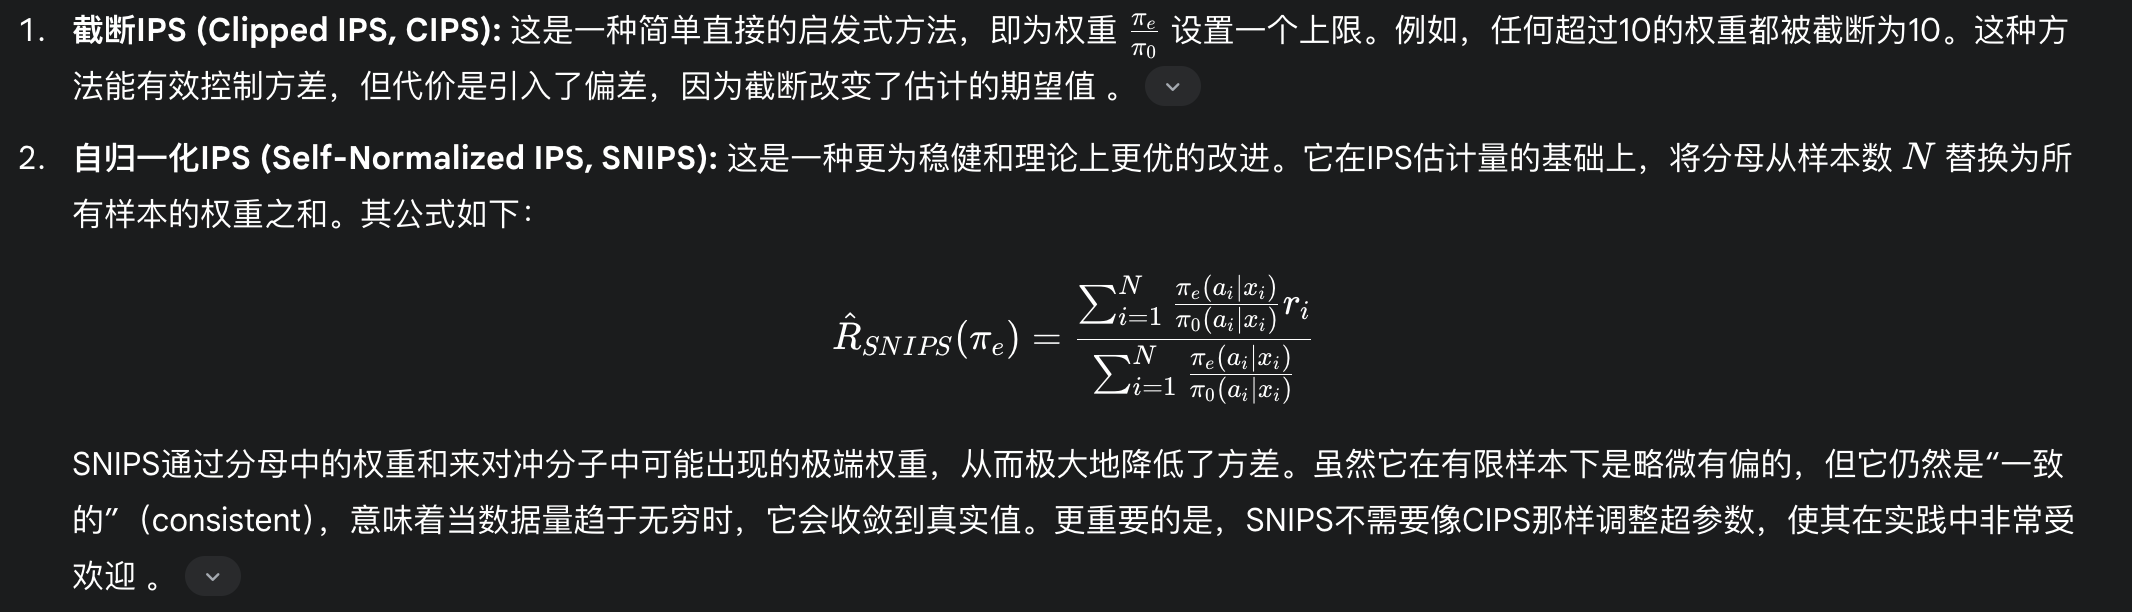 1. 截断IPS (Clipped IPS, CIPS): 这是一种简单直接的启发式方法，即为权重 $\frac{\pi_e}{\pi_0}$ 设置一个上限。例如，任何超过10的权重都被截断为10。这种方
法能有效控制方差，但代价是引入了偏差，因为截断改变了估计的期望值 。
2. 自归一化IPS (Self-Normalized IPS, SNIPS): 这是一种更为稳健和理论上更优的改进。它在IPS估计量的基础上，将分母从样本数 $N$ 替换为所
有样本的权重之和。其公式如下：
$\hat{R}_{SNIPS}(\pi_e) = \frac{\sum_{i=1}^{N} \frac{\pi_e(a_i|x_i)}{\pi_0(a_i|x_i)} r_i}{\sum_{i=1}^{N} \frac{\pi_e(a_i|x_i)}{\pi_0(a_i|x_i)}}$
SNIPS通过分母中的权重和来对冲分子中可能出现的极端权重，从而极大地降低了方差。虽然它在有限样本下是略微有偏的，但它仍然是“一致
的”（consistent），意味着当数据量趋于无穷时，它会收敛到真实值。更重要的是，SNIPS不需要像CIPS那样调整超参数，使其在实践中非常受
欢迎 。